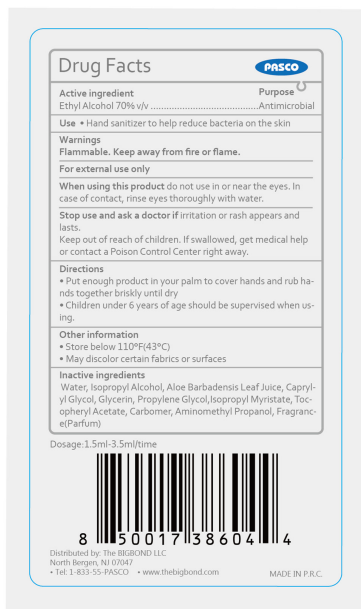 Drug Facts
PASCO
Active ingredient Purpose
Ethyl Alcohol 70% v/v ........................................Antimicrobial
Use • Hand sanitizer to help reduce bacteria on the skin
Warnings
Flammable. Keep away from fire or flame.
For external use only
When using this product do not use in or near the eyes. In
case of contact, rinse eyes thoroughly with water.
Stop use and ask a doctor if irritation or rash appears and
lasts.
Keep out of reach of children. If swallowed, get medical help
or contact a Poison Control Center right away.
Directions
• Put enough product in your palm to cover hands and rub ha-
nds together briskly until dry
• Children under 6 years of age should be supervised when us-
ing.
Other information
• Store below 110ºF(43ºC)
• May discolor certain fabrics or surfaces
Inactive ingredients
Water, Isopropyl Alcohol, Aloe Barbadensis Leaf Juice, Capryl-
yl Glycol, Glycerin, Propylene Glycol,Isopropyl Myristate, Toc-
opheryl Acetate, Carbomer, Aminomethyl Propanol, Fragranc-
e(Parfum)
Dosage:1.5ml-3.5ml/time
8 50017 38604 4
Distributed by: The BIGBOND LLC
North Bergen, NJ 07047
• Tel: 1-833-55-PASCO • www.thebigbond.com MADE IN P.R.C.